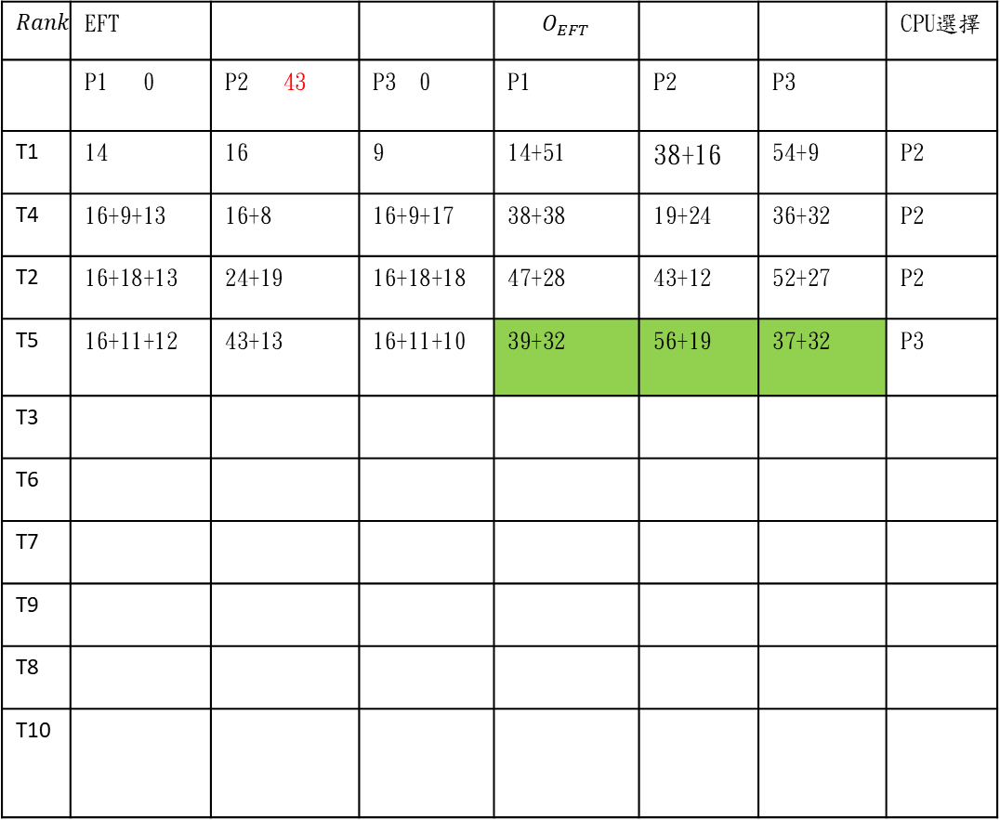 Rank EFT O_EFT CPU選擇
P1 0 P2 43 P3 0 P1 P2 P3
T1 14 16 9 14+51 38+16 54+9 P2
T4 16+9+13 16+8 16+9+17 38+38 19+24 36+32 P2
T2 16+18+13 24+19 16+18+18 47+28 43+12 52+27 P2
T5 16+11+12 43+13 16+11+10 39+32 56+19 37+32 P3
T3
T6
T7
T9
T8
T10